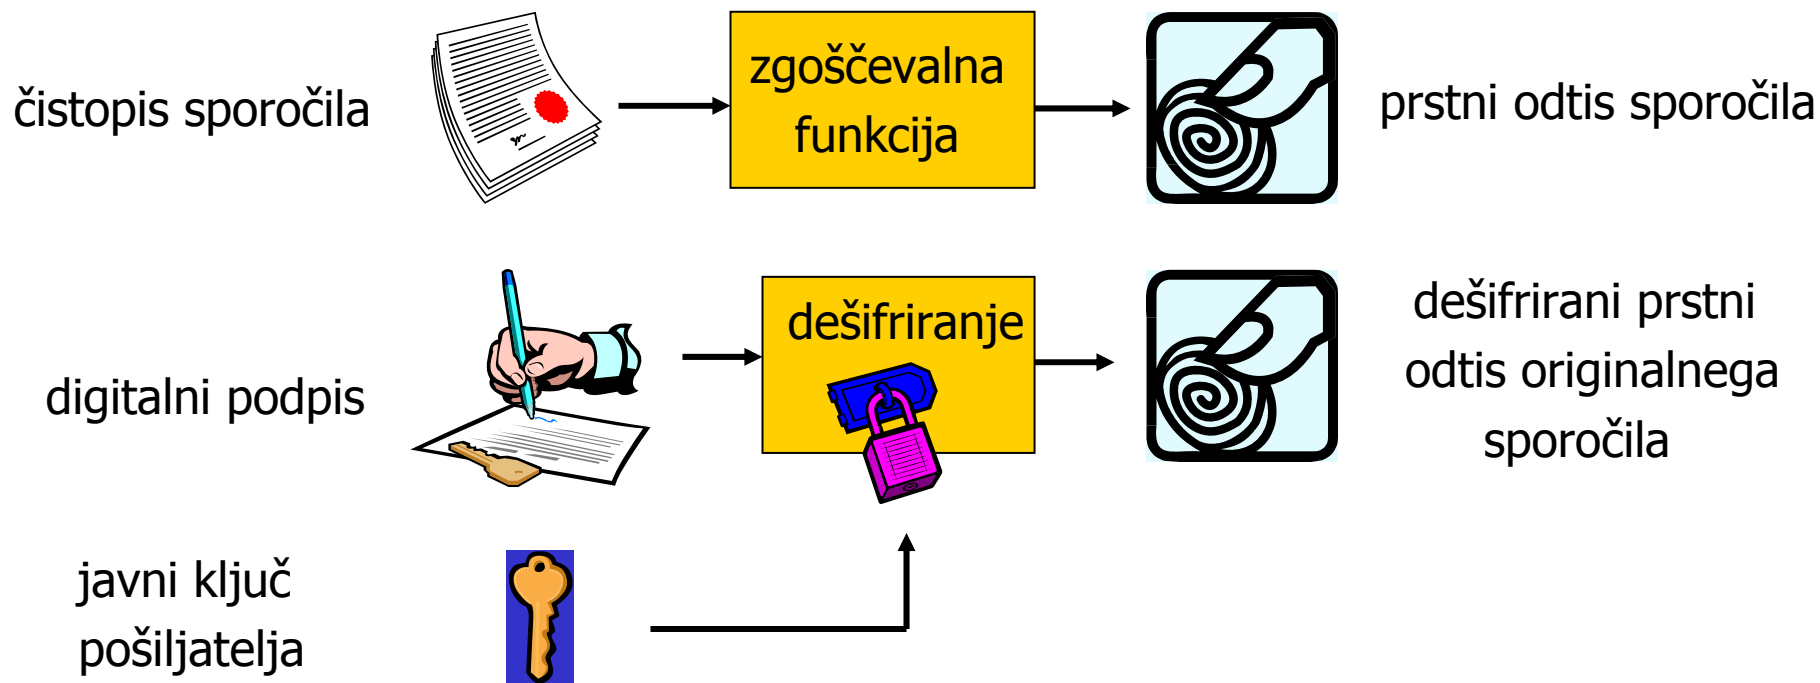 čistopis sporočila
zgoščevalna
funkcija
prstni odtis sporočila
digitalni podpis
dešifriranje
dešifrirani prstni
odtis originalnega
sporočila
javni ključ
pošiljatelja